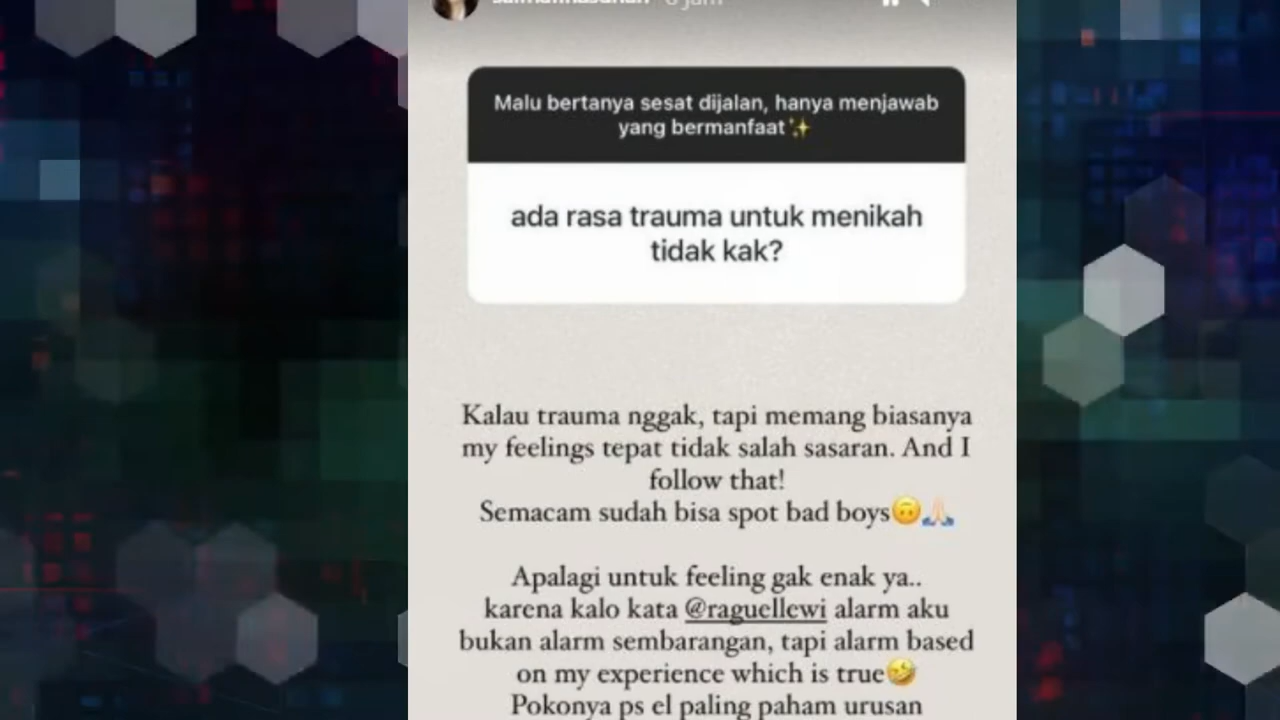 Malu bertanya sesat dijalan, hanya menjawab
yang bermanfaat✨
ada rasa trauma untuk menikah
tidak kak?
Kalau trauma nggak, tapi memang biasanya
my feelings tepat tidak salah sasaran. And I
follow that!
Semacam sudah bisa spot bad boys🙃🙏🏻
Apalagi untuk feeling gak enak ya..
karena kalo kata @raguellewi alarm aku
bukan alarm sembarangan, tapi alarm based
on my experience which is true🤣
Pokonya ps el paling paham urusan